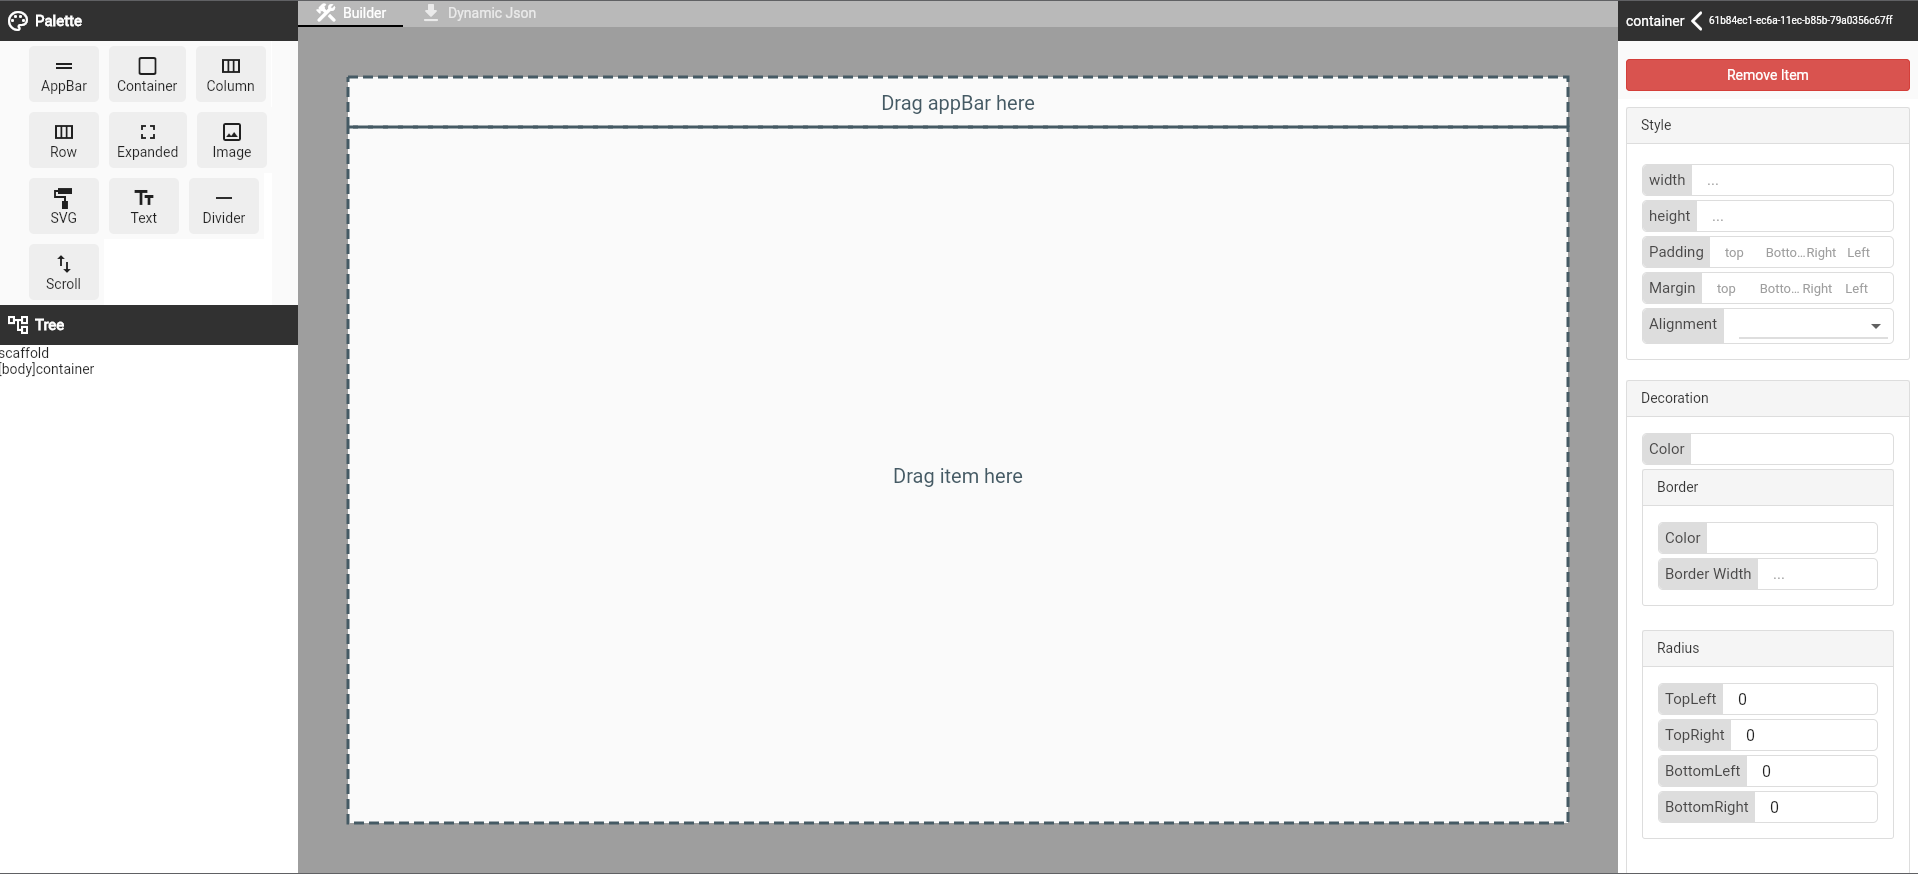 Palette
AppBar
Container
Column
Row
Expanded
Image
SVG
Text
Divider
Scroll
Tree
scaffold
[body]container
Builder
Dynamic Json
Drag appBar here
Drag item here
container
61b84ec1-ec6a-11ec-b85b-79a0356c67ff
Remove Item
Style
width ...
height ...
Padding top Botto... Right Left
Margin top Botto... Right Left
Alignment
Decoration
Color
Border
Color
Border Width ...
Radius
TopLeft 0
TopRight 0
BottomLeft 0
BottomRight 0